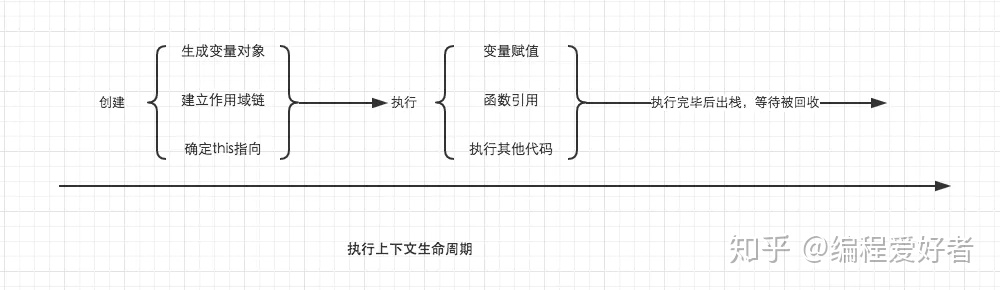 生成变量对象
变量赋值
创建
建立作用域链
执行
函数引用
执行完毕后出栈，等待被回收
确定this指向
执行其他代码
执行上下文生命周期
知乎 @编程爱好者